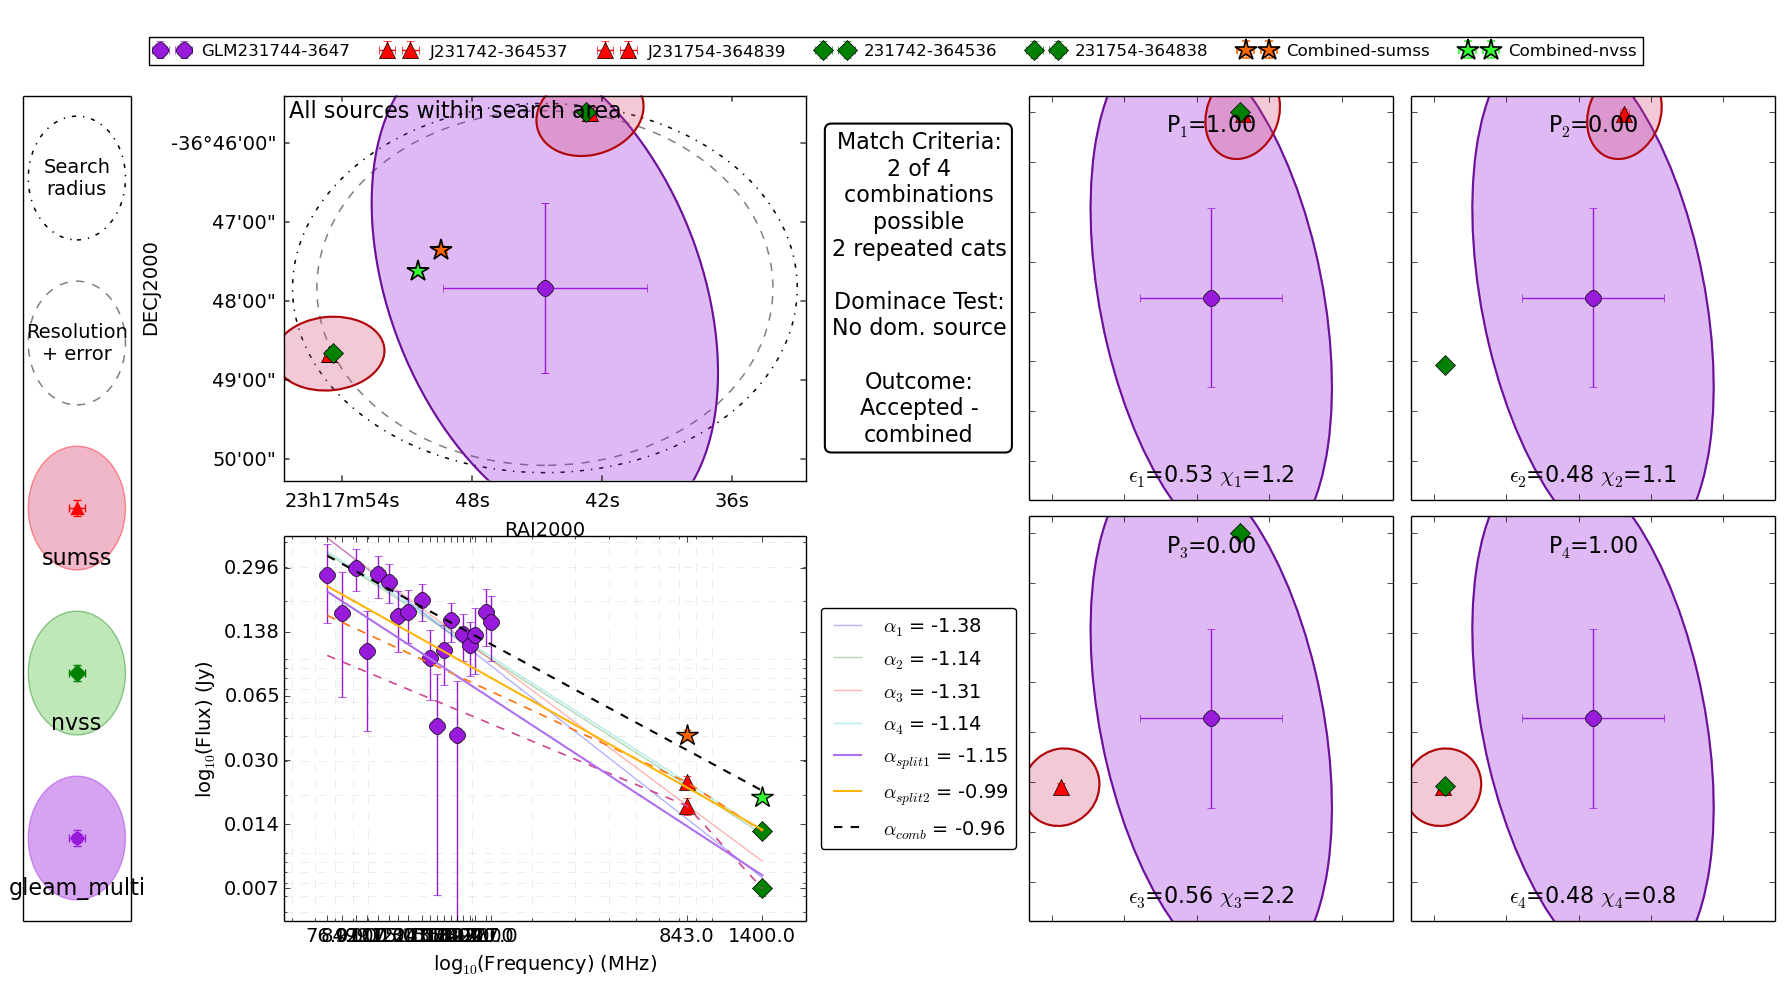 GLM231744-3647 J231742-364537 J231754-364839 231742-364536 231754-364838 Combined-sumss Combined-nvss
Search
radius
Resolution
+ error
sumss
nvss
gleam_multi
All sources within search area
-36°46'00"
47'00"
48'00"
49'00"
50'00"
DECJ2000
23h17m54s 48s 42s 36s
RAJ2000
Match Criteria:
2 of 4
combinations
possible
2 repeated cats
Dominace Test:
No dom. source
Outcome:
Accepted -
combined
P1=1.00
ϵ1=0.53 χ1=1.2
P2=0.00
ϵ2=0.48 χ2=1.1
P3=0.00
ϵ3=0.56 χ3=2.2
P4=1.00
ϵ4=0.48 χ4=0.8
0.296
0.138
0.065
0.030
0.014
0.007
log10(Flux) (Jy)
843.0 1400.0
log10(Frequency) (MHz)
α1 = -1.38
α2 = -1.14
α3 = -1.31
α4 = -1.14
αsplit1 = -1.15
αsplit2 = -0.99
αcomb = -0.96